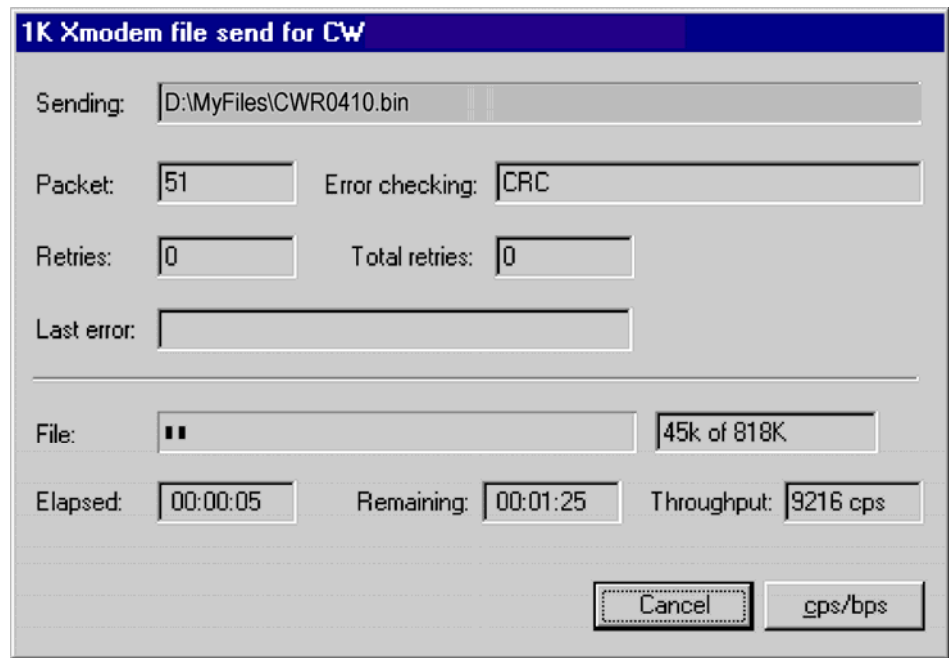 1K Xmodem file send for CW
Sending: D:\MyFiles\CWR0410.bin
Packet: 51 Error checking: CRC
Retries: 0 Total retries: 0
Last error:
File: 45k of 818K
Elapsed: 00:00:05 Remaining: 00:01:25 Throughput: 9216 cps
Cancel cps/bps